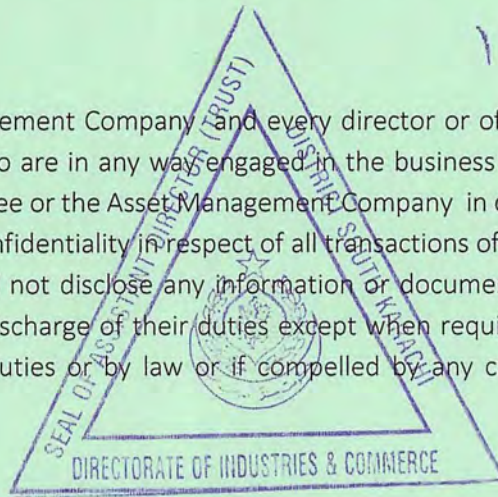 ement Company and every director or of
o are in any way engaged in the business
ee or the Asset Management Company in
nfidentiality in respect of all transactions of
not disclose any information or docume
ischarge of their duties except when requi
uties or by law or if compelled by any c
SEAL OF ASSISTANT DIRECTOR (TRUST)
DISTRICT SOUTH KARACHI
DIRECTORATE OF INDUSTRIES & COMMERCE